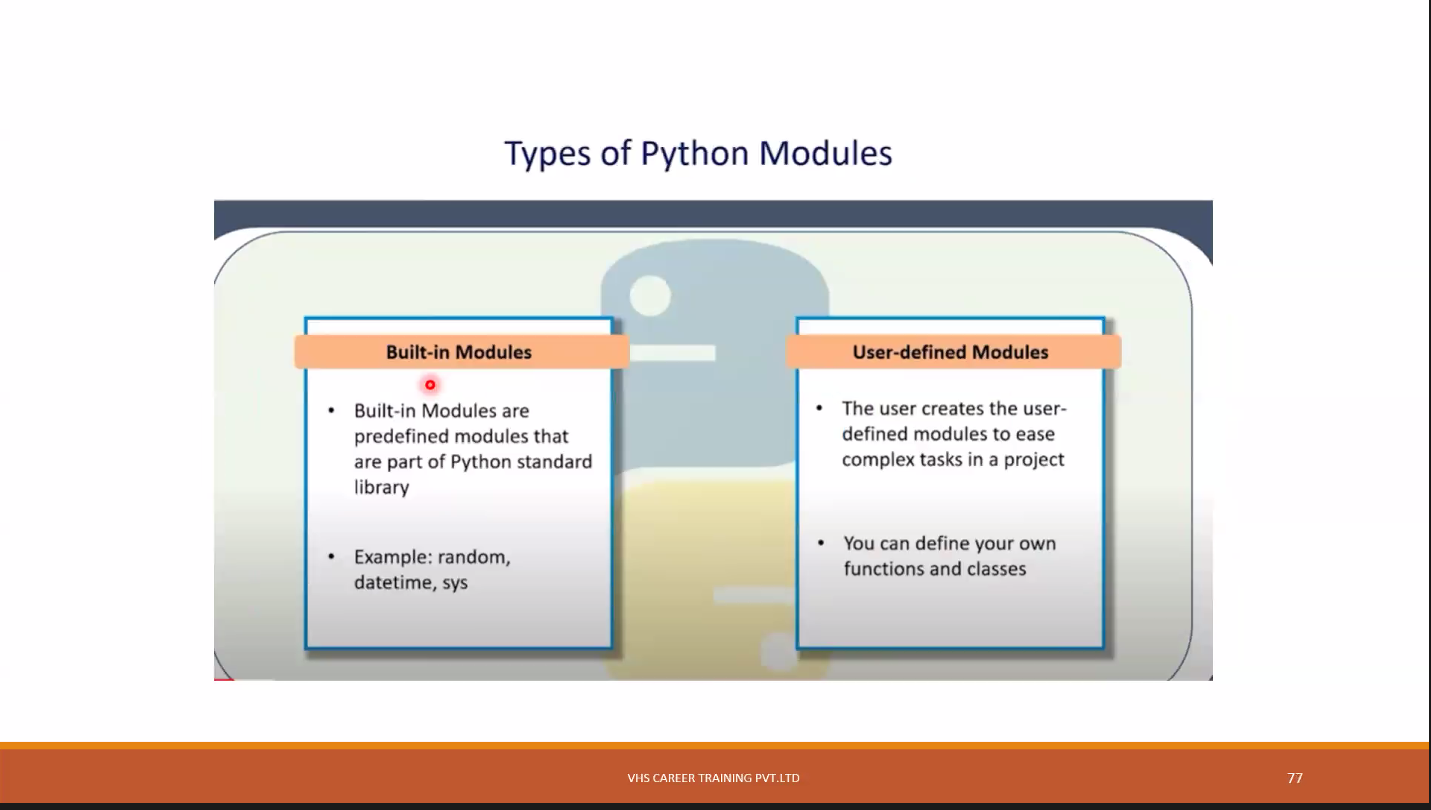 Types of Python Modules
Built-in Modules
• Built-in Modules are
predefined modules that
are part of Python standard
library
• Example: random,
datetime, sys
User-defined Modules
• The user creates the user-
defined modules to ease
complex tasks in a project
• You can define your own
functions and classes
VHS CAREER TRAINING PVT.LTD
77